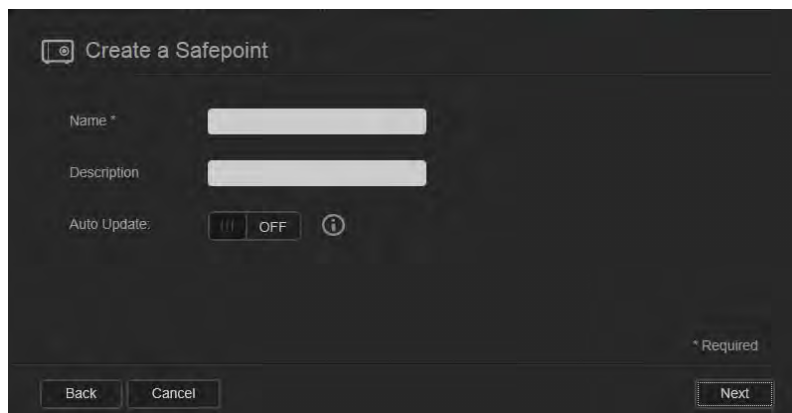 Create a Safepoint
Name *
Description
Auto Update:
OFF
* Required
Back Cancel Next